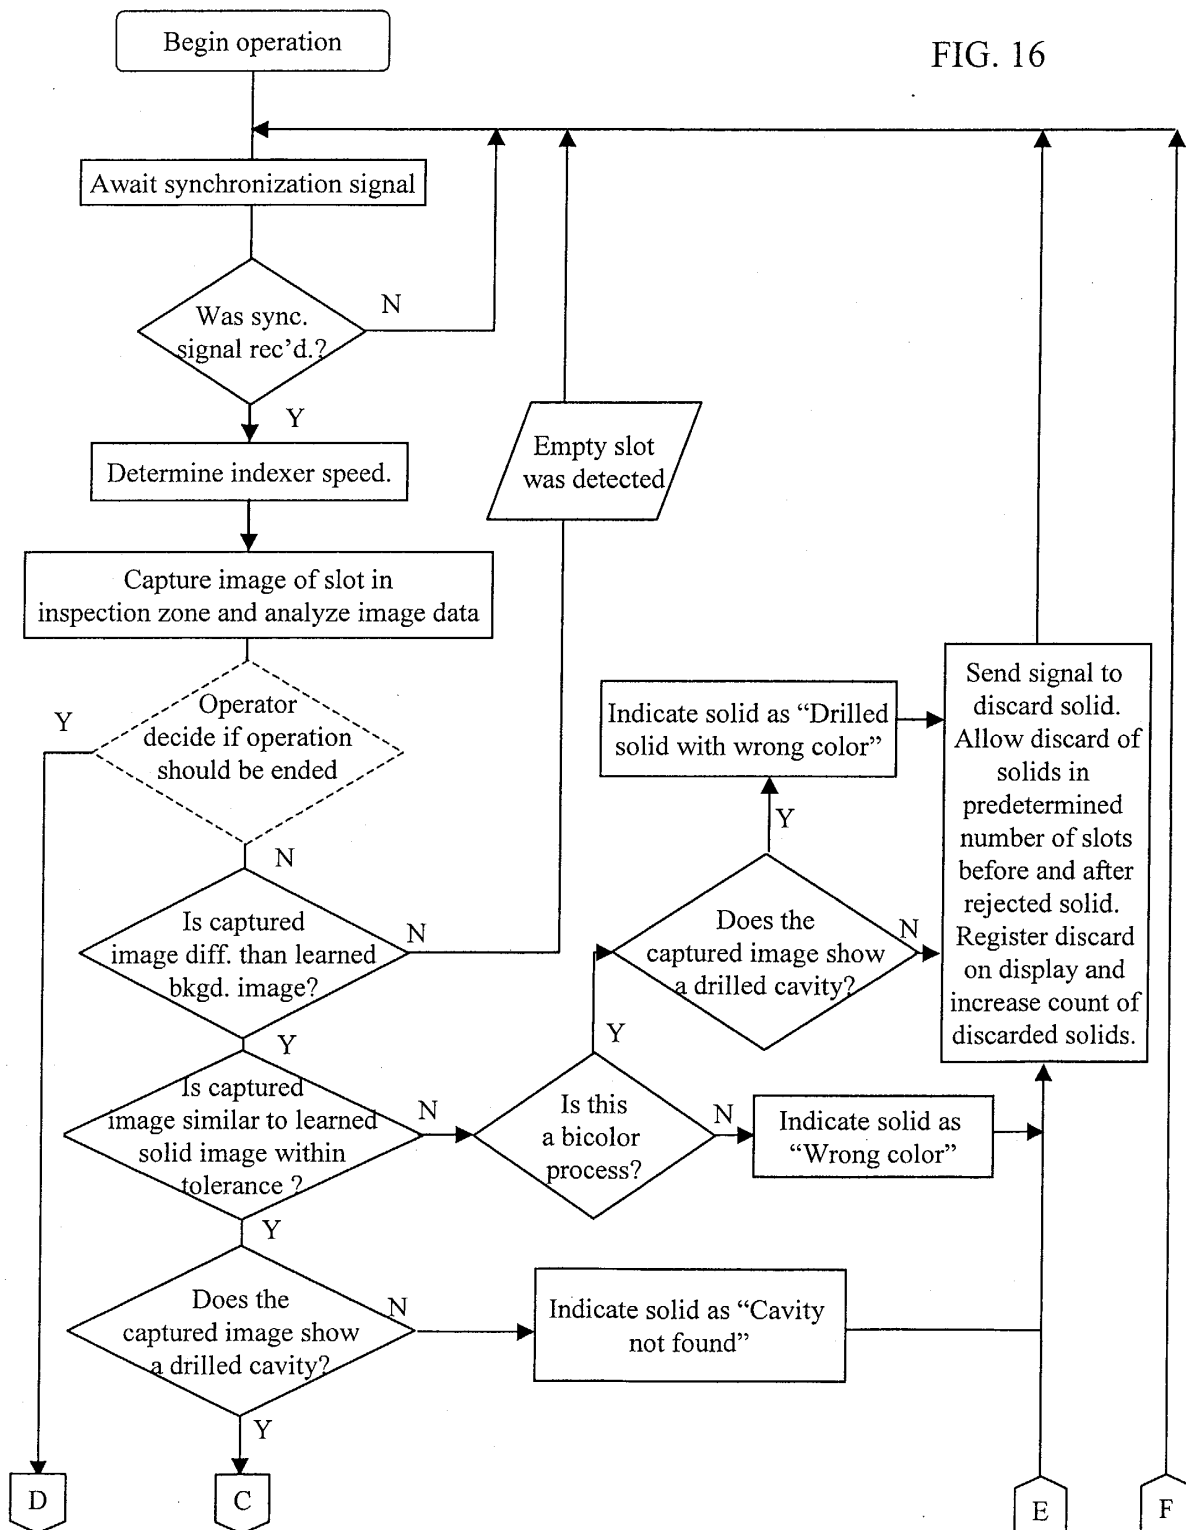 Begin operation
FIG. 16
Await synchronization signal
N
Was sync.
signal rec’d.?
Y
Empty slot
was detected
Determine indexer speed.
Capture image of slot in
inspection zone and analyze image data
Y
Operator
decide if operation
should be ended
N
Indicate solid as “Drilled
solid with wrong color”
Send signal to
discard solid.
Allow discard of
solids in
predetermined
number of slots
before and after
rejected solid.
Register discard
on display and
increase count of
discarded solids.
Y
Is captured
image diff. than learned
bkgd. image?
N
Does the
captured image show
a drilled cavity?
N
Y
Y
Is captured
image similar to learned
solid image within
tolerance ?
N
Is this
a bicolor
process?
N
Indicate solid as
“Wrong color”
Y
Does the
captured image show
a drilled cavity?
N
Indicate solid as “Cavity
not found”
Y
D
C
E
F